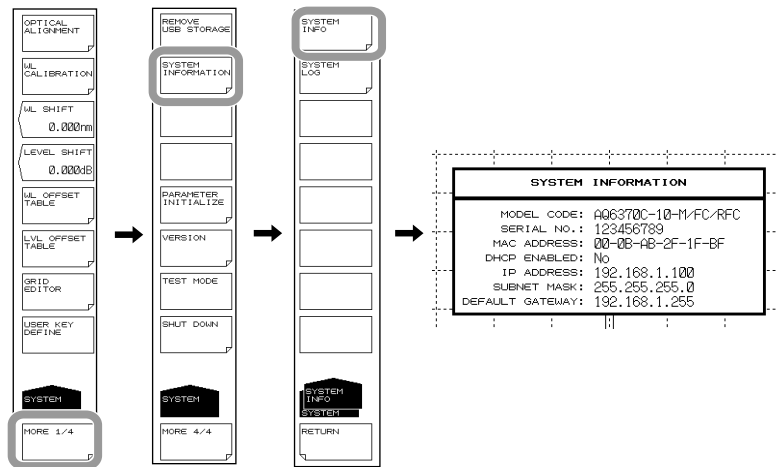 OPTICAL
ALIGNMENT
WL
CALIBRATION
WL SHIFT
0.000nm
LEVEL SHIFT
0.000dB
WL OFFSET
TABLE
LVL OFFSET
TABLE
GRID
EDITOR
USER KEY
DEFINE
SYSTEM
MORE 1/4
REMOVE
USB STORAGE
SYSTEM
INFORMATION
PARAMETER
INITIALIZE
VERSION
TEST MODE
SHUT DOWN
SYSTEM
MORE 4/4
SYSTEM
INFO
SYSTEM
LOG
SYSTEM
INFO
SYSTEM
RETURN
SYSTEM INFORMATION
MODEL CODE: AQ6370C-10-M/FC/RFC
SERIAL NO.: 123456789
MAC ADDRESS: 00-0B-AB-2F-1F-BF
DHCP ENABLED: No
IP ADDRESS: 192.168.1.100
SUBNET MASK: 255.255.255.0
DEFAULT GATEWAY: 192.168.1.255